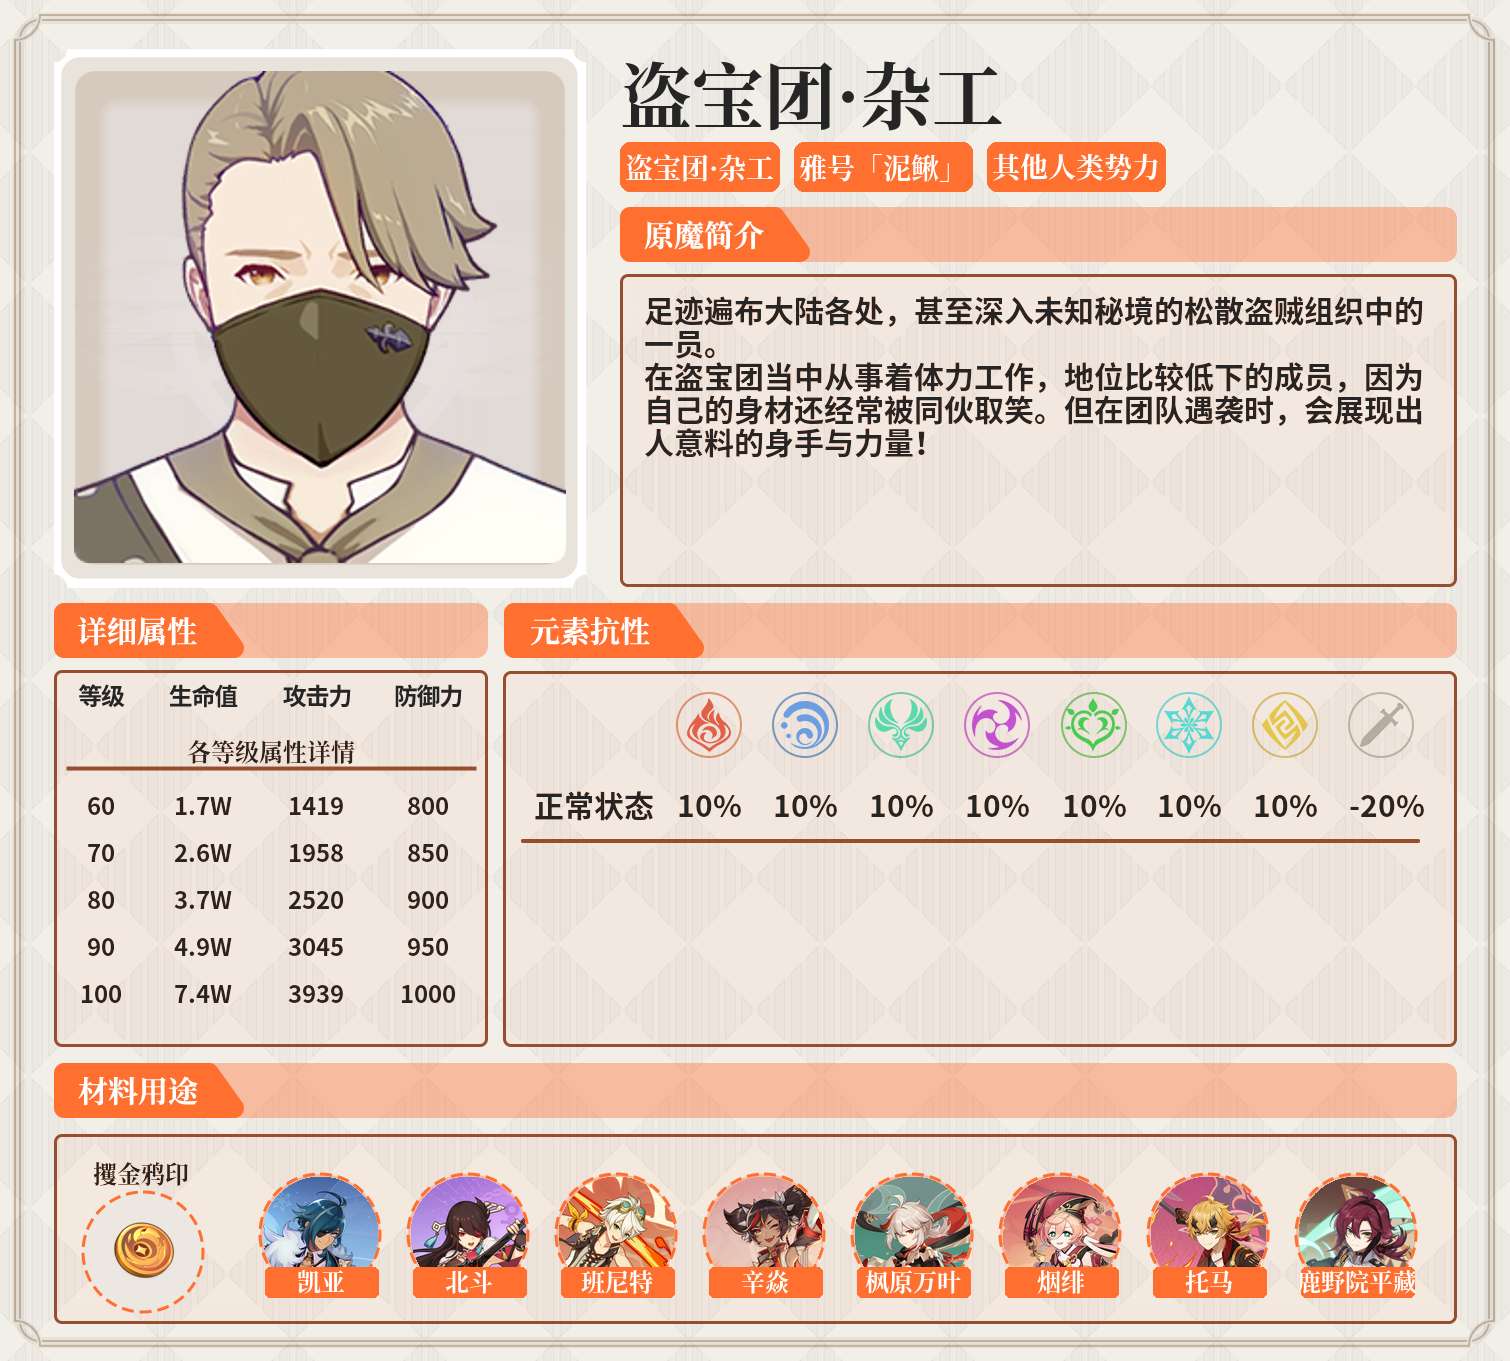 盗宝团·杂工
盗宝团·杂工 雅号「泥鳅」 其他人类势力
原魔简介
足迹遍布大陆各处，甚至深入未知秘境的松散盗贼组织中的
一员。
在盗宝团当中从事着体力工作，地位比较低下的成员，因为
自己的身材还经常被同伙取笑。但在团队遇袭时，会展现出
人意料的身手与力量！
详细属性
等级 生命值 攻击力 防御力
各等级属性详情
60 1.7W 1419 800
70 2.6W 1958 850
80 3.7W 2520 900
90 4.9W 3045 950
100 7.4W 3939 1000
元素抗性
正常状态 10% 10% 10% 10% 10% 10% 10% -20%
材料用途
攫金鸦印
凯亚 北斗 班尼特 辛焱 枫原万叶 烟绯 托马 鹿野院平藏